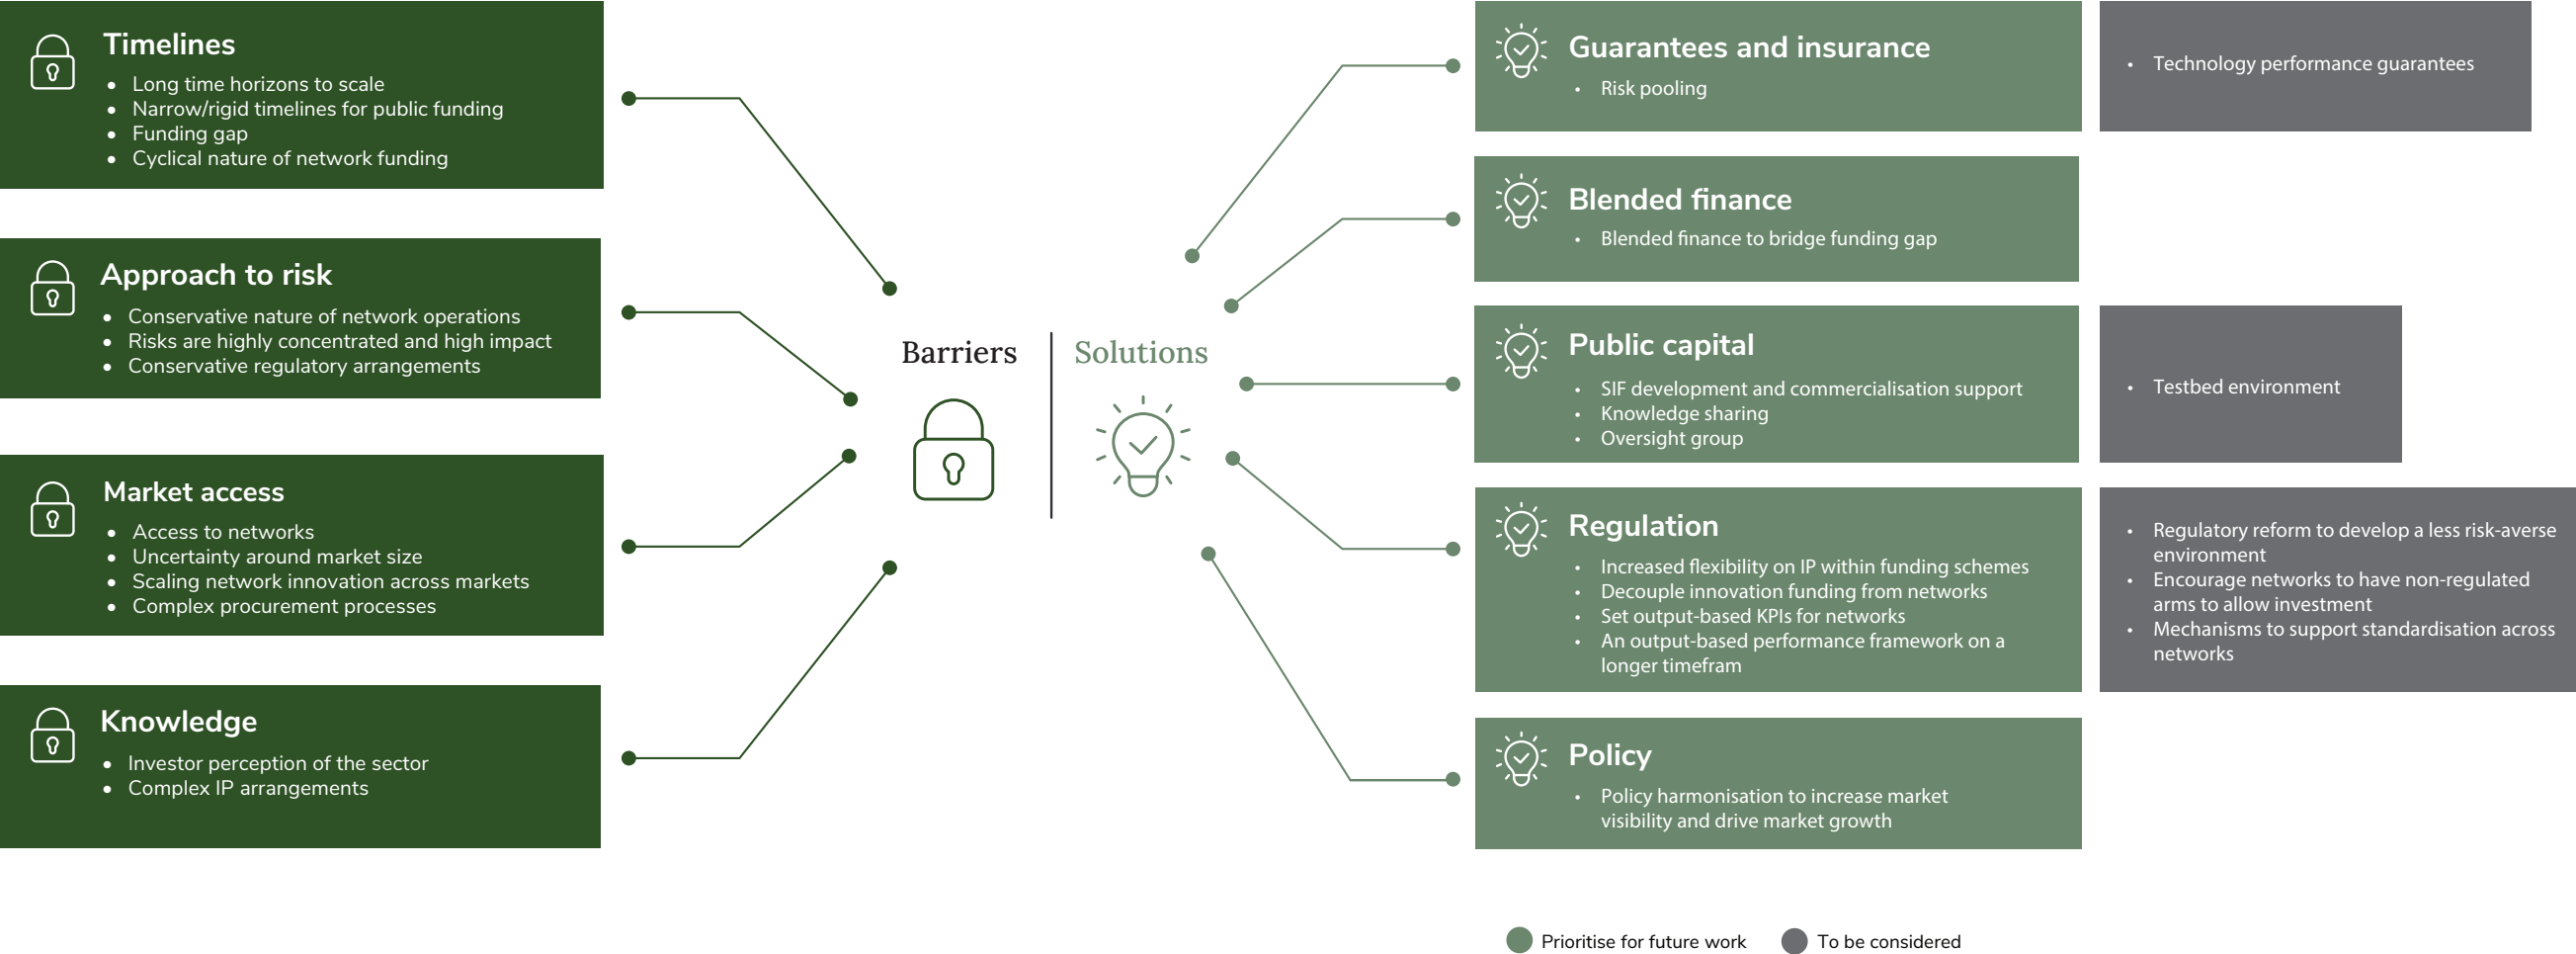 Timelines
• Long time horizons to scale
• Narrow/rigid timelines for public funding
• Funding gap
• Cyclical nature of network funding
Approach to risk
• Conservative nature of network operations
• Risks are highly concentrated and high impact
• Conservative regulatory arrangements
Market access
• Access to networks
• Uncertainty around market size
• Scaling network innovation across markets
• Complex procurement processes
Knowledge
• Investor perception of the sector
• Complex IP arrangements
Barriers
Solutions
Guarantees and insurance
• Risk pooling
• Technology performance guarantees
Blended finance
• Blended finance to bridge funding gap
Public capital
• SIF development and commercialisation support
• Knowledge sharing
• Oversight group
• Testbed environment
Regulation
• Increased flexibility on IP within funding schemes
• Decouple innovation funding from networks
• Set output-based KPIs for networks
• An output-based performance framework on a
longer timefram
• Regulatory reform to develop a less risk-averse
environment
• Encourage networks to have non-regulated
arms to allow investment
• Mechanisms to support standardisation across
networks
Policy
• Policy harmonisation to increase market
visibility and drive market growth
Prioritise for future work
To be considered